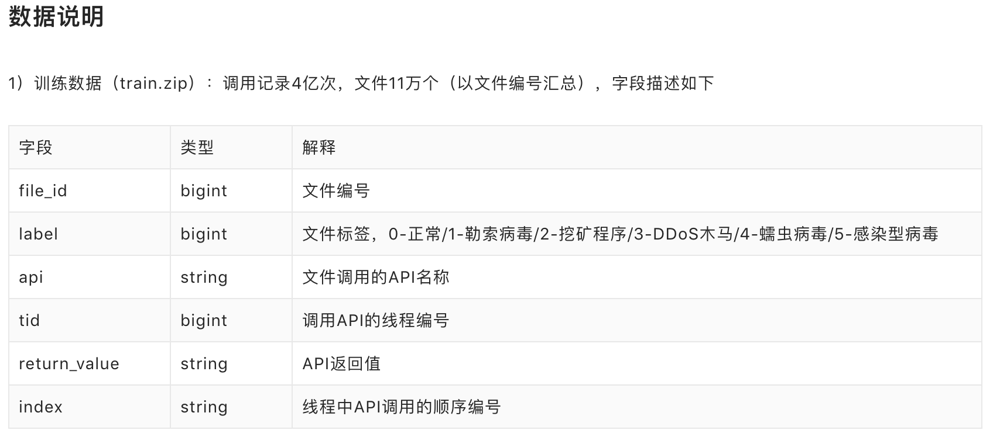 数据说明
1）训练数据（train.zip）：调用记录4亿次，文件11万个（以文件编号汇总），字段描述如下
字段 类型 解释
file_id bigint 文件编号
label bigint 文件标签，0-正常/1-勒索病毒/2-挖矿程序/3-DDoS木马/4-蠕虫病毒/5-感染型病毒
api string 文件调用的API名称
tid bigint 调用API的线程编号
return_value string API返回值
index string 线程中API调用的顺序编号